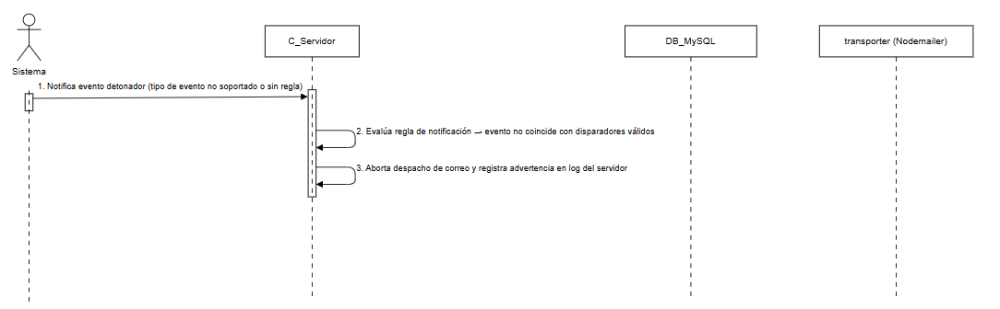 C_Servidor
DB_MySQL
transporter (Nodemailer)
Sistema
1. Notifica evento detonador (tipo de evento no soportado o sin regla)
2. Evalúa regla de notificación → evento no coincide con disparadores válidos
3. Aborta despacho de correo y registra advertencia en log del servidor